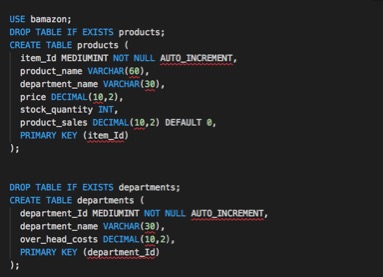 USE bamazon;
DROP TABLE IF EXISTS products;
CREATE TABLE products (
item_Id MEDIUMINT NOT NULL AUTO_INCREMENT,
product_name VARCHAR(60),
department_name VARCHAR(30),
price DECIMAL(10,2),
stock_quantity INT,
product_sales DECIMAL(10,2) DEFAULT 0,
PRIMARY KEY (item_Id)
);
DROP TABLE IF EXISTS departments;
CREATE TABLE departments (
department_Id MEDIUMINT NOT NULL AUTO_INCREMENT,
department_name VARCHAR(30),
over_head_costs DECIMAL(10,2),
PRIMARY KEY (department_Id)
);